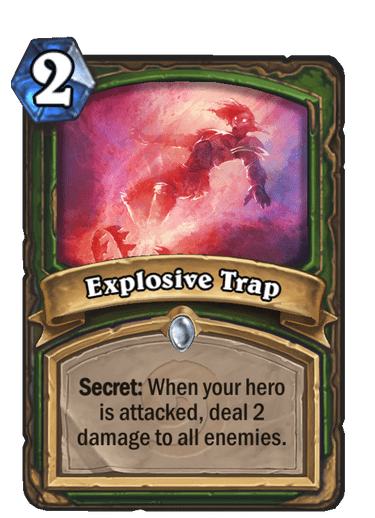 2
Explosive Trap
Secret: When your hero
is attacked, deal 2
damage to all enemies.